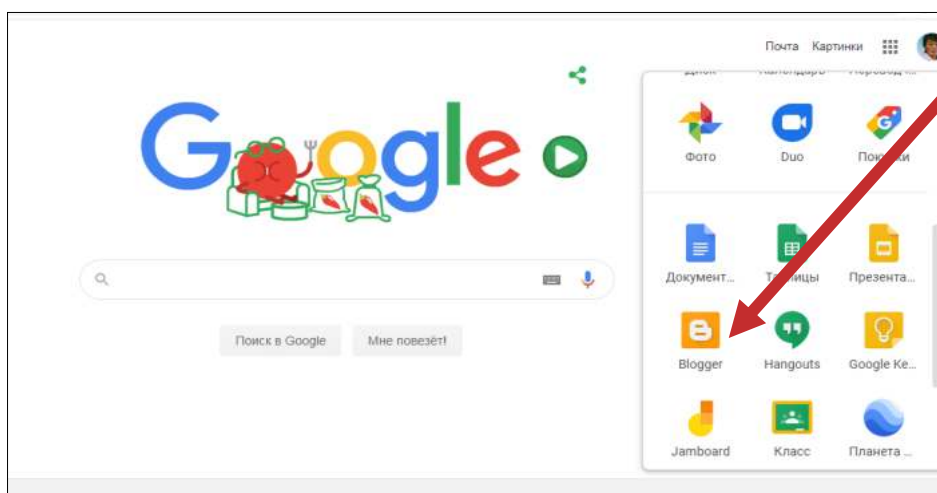 Почта Картинки
Google
Фото Duo Покупки
Документ... Таблицы Презента...
Поиск в Google Мне повезёт!
Blogger Hangouts Google Ke...
Jamboard Класс Планета ...